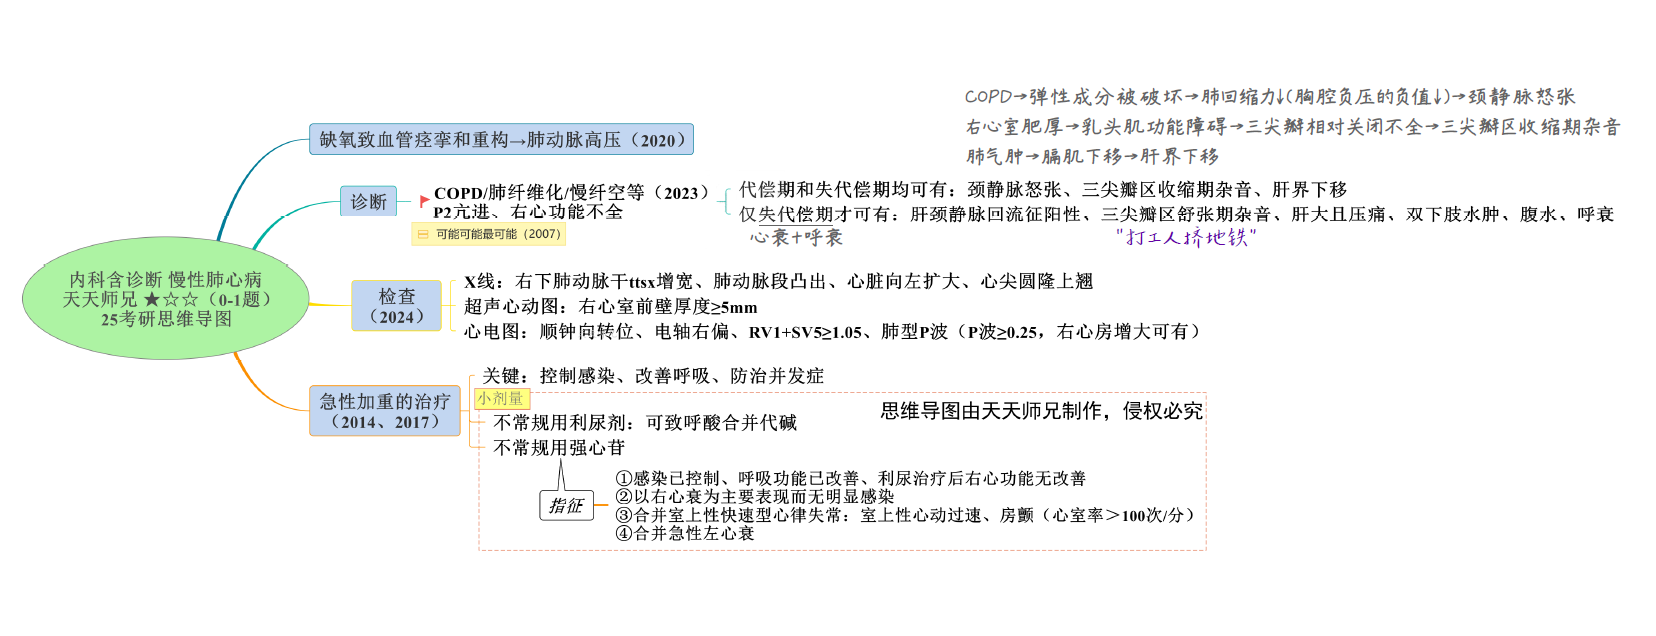 COPD→弹性成分被破坏→肺回缩力↓(胸腔负压的负值↓)→颈静脉怒张
右心室肥厚→乳头肌功能障碍→三尖瓣相对关闭不全→三尖瓣区收缩期杂音
肺气肿→膈肌下移→肝界下移
缺氧致血管痉挛和重构→肺动脉高压（2020）
诊断
COPD/肺纤维化/慢纤空等（2023）
P2亢进、右心功能不全
可能可能最可能（2007）
代偿期和失代偿期均可有：颈静脉怒张、三尖瓣区收缩期杂音、肝界下移
仅失代偿期才可有：肝颈静脉回流征阳性、三尖瓣区舒张期杂音、肝大且压痛、双下肢水肿、腹水、呼衰
心衰+呼衰
"打工人挤地铁"
内科含诊断 慢性肺心病
天天师兄 ★☆☆（0-1题）
25考研思维导图
检查
（2024）
X线：右下肺动脉干ttsx增宽、肺动脉段凸出、心脏向左扩大、心尖圆隆上翘
超声心动图：右心室前壁厚度≥5mm
心电图：顺钟向转位、电轴右偏、RV1+SV5≥1.05、肺型P波（P波≥0.25，右心房增大可有）
急性加重的治疗
（2014、2017）
关键：控制感染、改善呼吸、防治并发症
小剂量
思维导图由天天师兄制作，侵权必究
不常规用利尿剂：可致呼酸合并代碱
不常规用强心苷
指征
①感染已控制、呼吸功能已改善、利尿治疗后右心功能无改善
②以右心衰为主要表现而无明显感染
③合并室上性快速型心律失常：室上性心动过速、房颤（心室率＞100次/分）
④合并急性左心衰